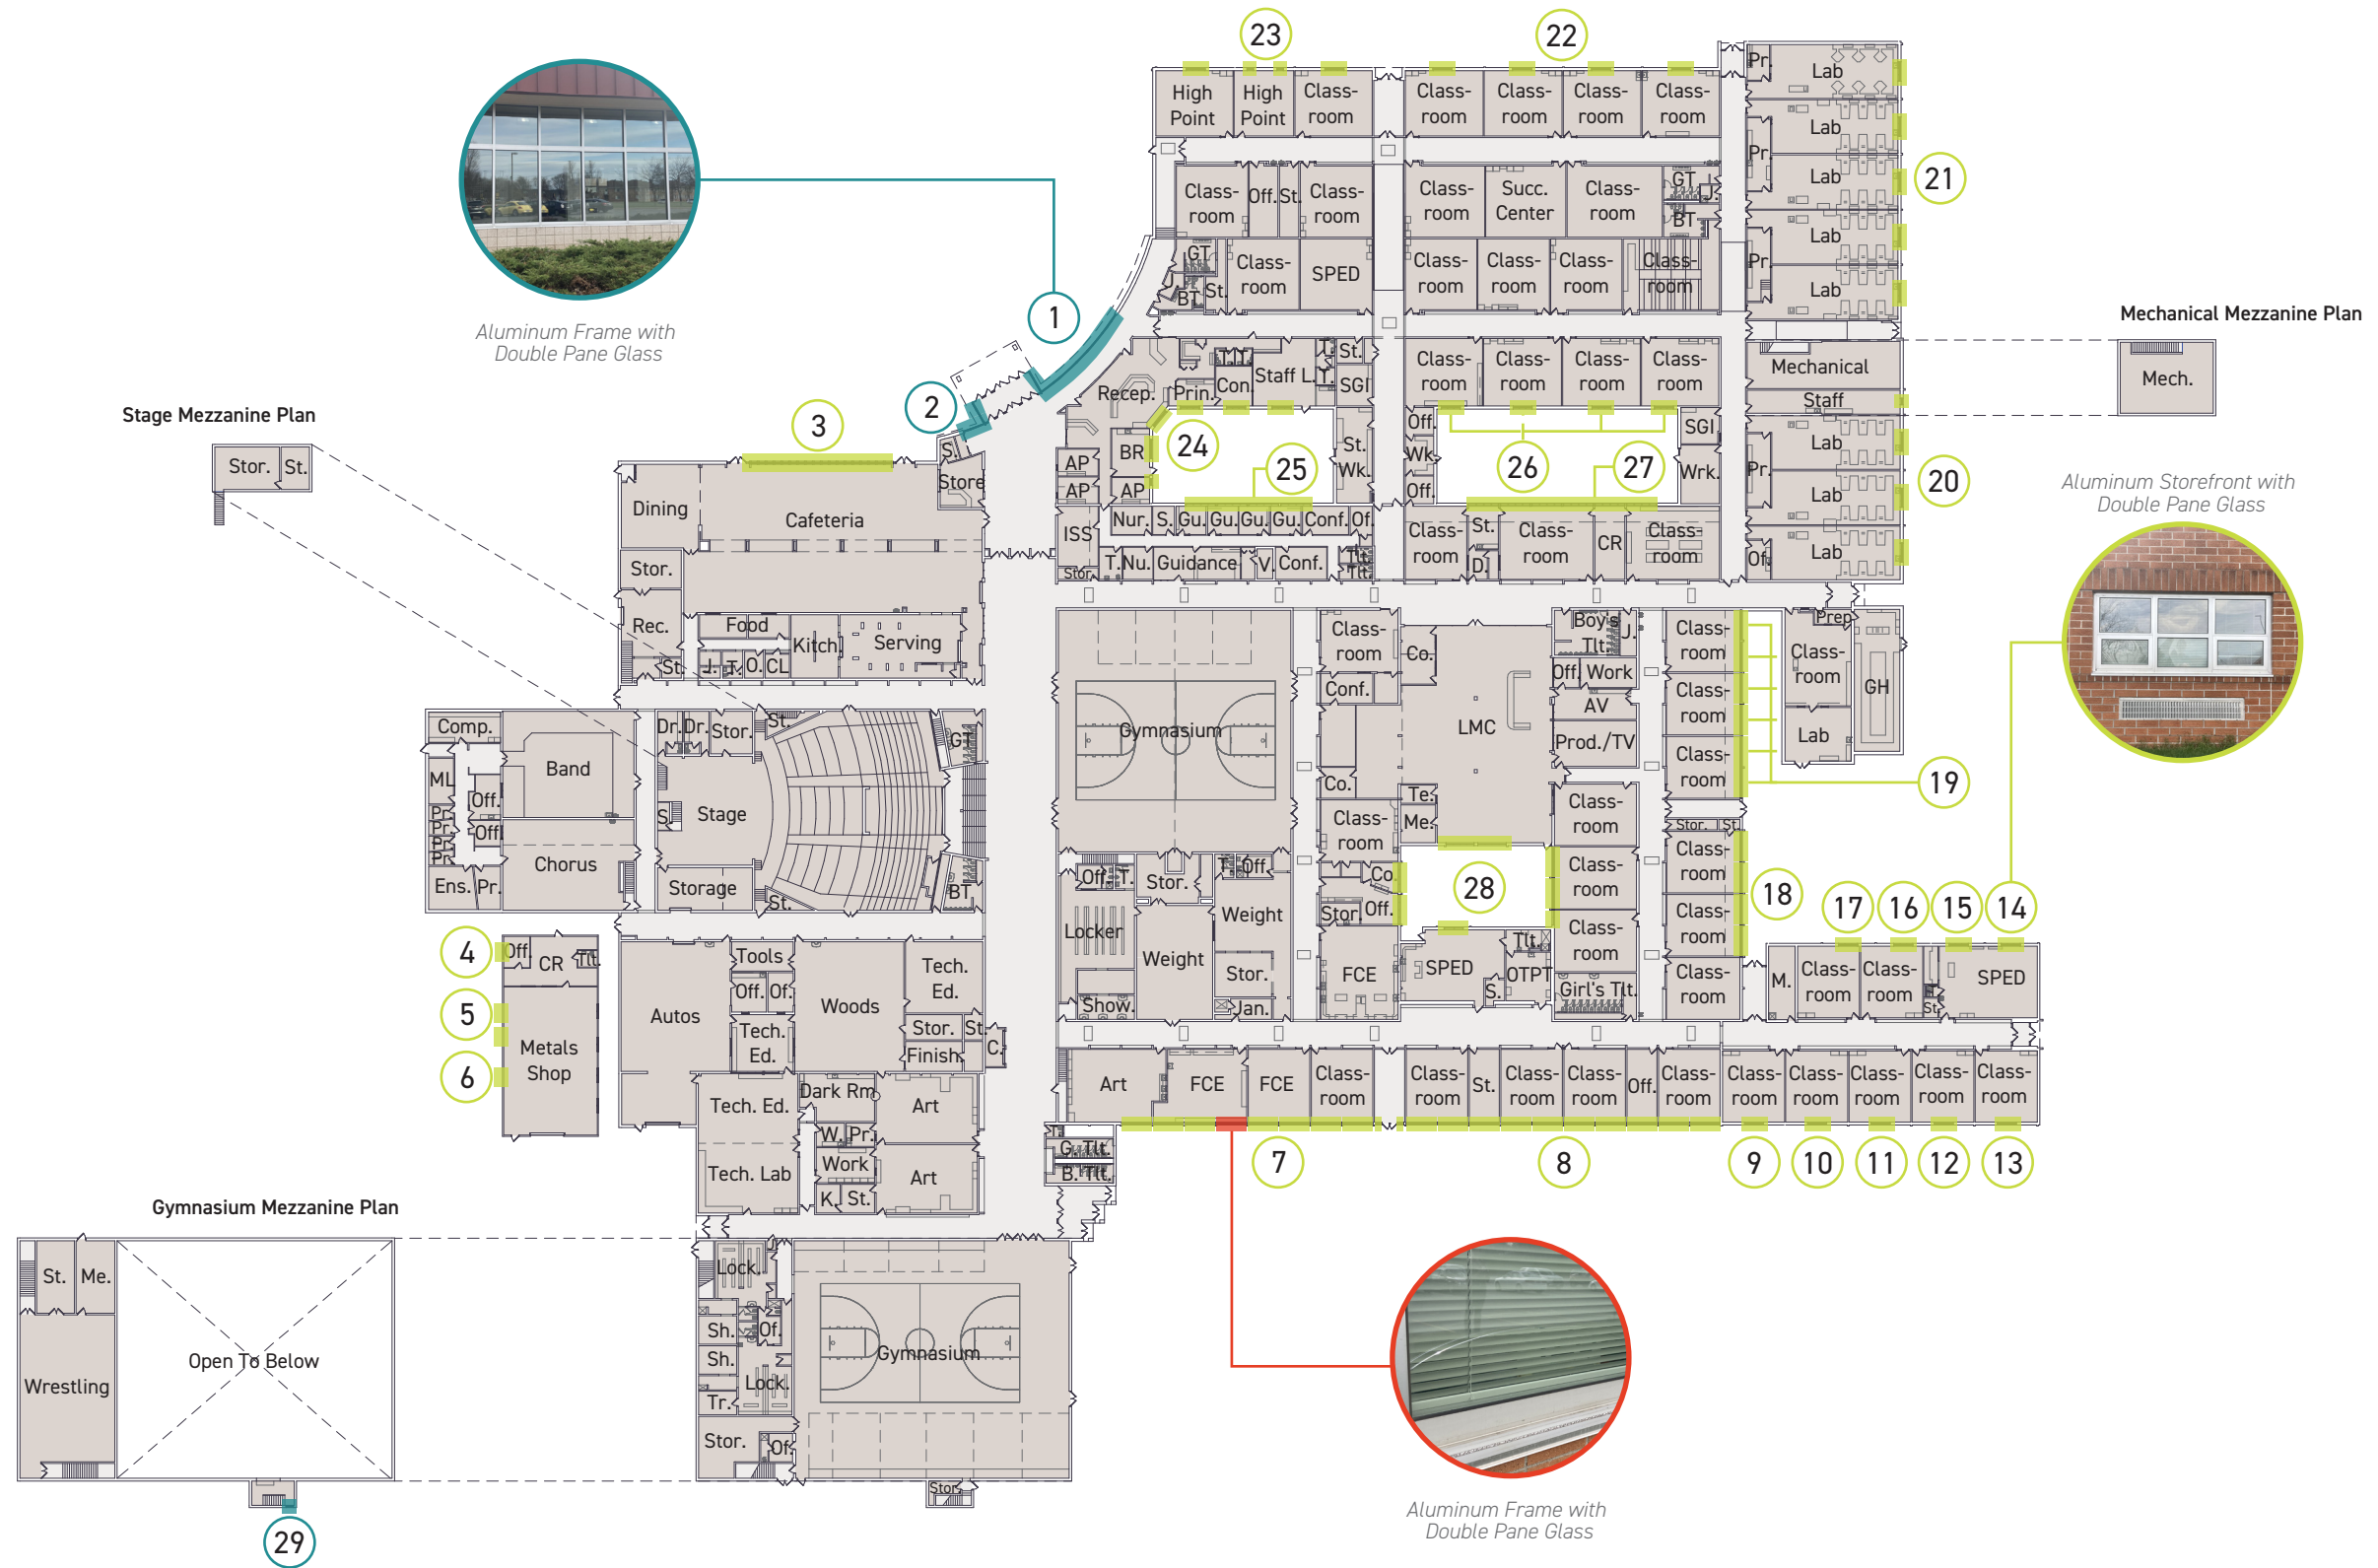 23
22
High
Point
High
Point
Class-
room
Class-
room
Class-
room
Class-
room
Class-
room
Pr.
Lab
Lab
Pr.
Lab
21
Lab
Pr.
Lab
Class-
room
Off.
St.
Class-
room
Class-
room
Succ.
Center
Class-
room
GT
J.
BT
GT
J.
BT
St.
Class-
room
SPED
Class-
room
Class-
room
Class-
room
Class-
room
1
Aluminum Frame with
Double Pane Glass
Mechanical Mezzanine Plan
Mech.
2
Recep.
Prin.
T.
T.
Con.
Staff L.
T.
T.
St.
SGI
Class-
room
Class-
room
Class-
room
Class-
room
Mechanical
Staff
Stage Mezzanine Plan
Stor.
St.
3
S.
Store
Dining
Cafeteria
AP
AP
BR
AP
24
25
St.
Wk.
Off.
Wk.
Off.
26
27
SGI
Wrk.
Lab
Pr.
Lab
Lab
Of.
20
Aluminum Storefront with
Double Pane Glass
ISS
Stor.
Nur.
S.
Gu.
Gu.
Gu.
Gu.
Conf.
Of.
T.
Nu.
Guidance
V.
Conf.
Tlt.
Tlt.
Class-
room
St.
D.
Class-
room
CR
Class-
room
Stor.
Rec.
St.
Food
J.
T.
O.
CL
Kitch.
Serving
Gymnasium
Class-
room
Conf.
Co.
Co.
LMC
Boy's
Tlt.
J.
Off.
Work
AV
Prod./TV
Class-
room
Class-
room
Class-
room
Prep
Class-
room
Lab
GH
19
Comp.
Band
ML
Off.
Pr.
Pr.
Pr.
Pr.
Off.
Chorus
Ens.
Pr.
Dr.
Dr.
Stor.
St.
Stage
S.
Storage
St.
GT
BT
Te.
Me.
Class-
room
Class-
room
Class-
room
Class-
room
Stor.
St.
Class-
room
Class-
room
Class-
room
18
17
16
15
14
Off.
T.
Stor.
T.
Off.
Locker
Weight
Weight
Stor.
Show.
Jan.
Co.
Stor.
Off.
FCE
28
SPED
Tlt.
S.
OTPT
Girl's Tlt.
M.
Class-
room
Class-
room
St.
SPED
4
5
6
Off.
CR
Tlt.
Metals
Shop
Autos
Tools
Off.
Of.
Tech.
Ed.
Woods
Tech.
Ed.
Stor.
St.
Finish
C.
Tech. Ed.
Tech. Lab
Dark Rm
W.
Pr.
Work
K.
St.
Art
Art
Art
FCE
FCE
Class-
room
Class-
room
St.
Class-
room
Class-
room
Off.
Class-
room
Class-
room
Class-
room
Class-
room
Class-
room
Class-
room
G. Tlt.
B. Tlt.
7
8
9
10
11
12
13
Gymnasium Mezzanine Plan
St.
Me.
Wrestling
Open To Below
29
J.
Lock.
Sh.
Of.
Sh.
Lock.
Tr.
Stor.
Of.
Gymnasium
Stor.
Aluminum Frame with
Double Pane Glass